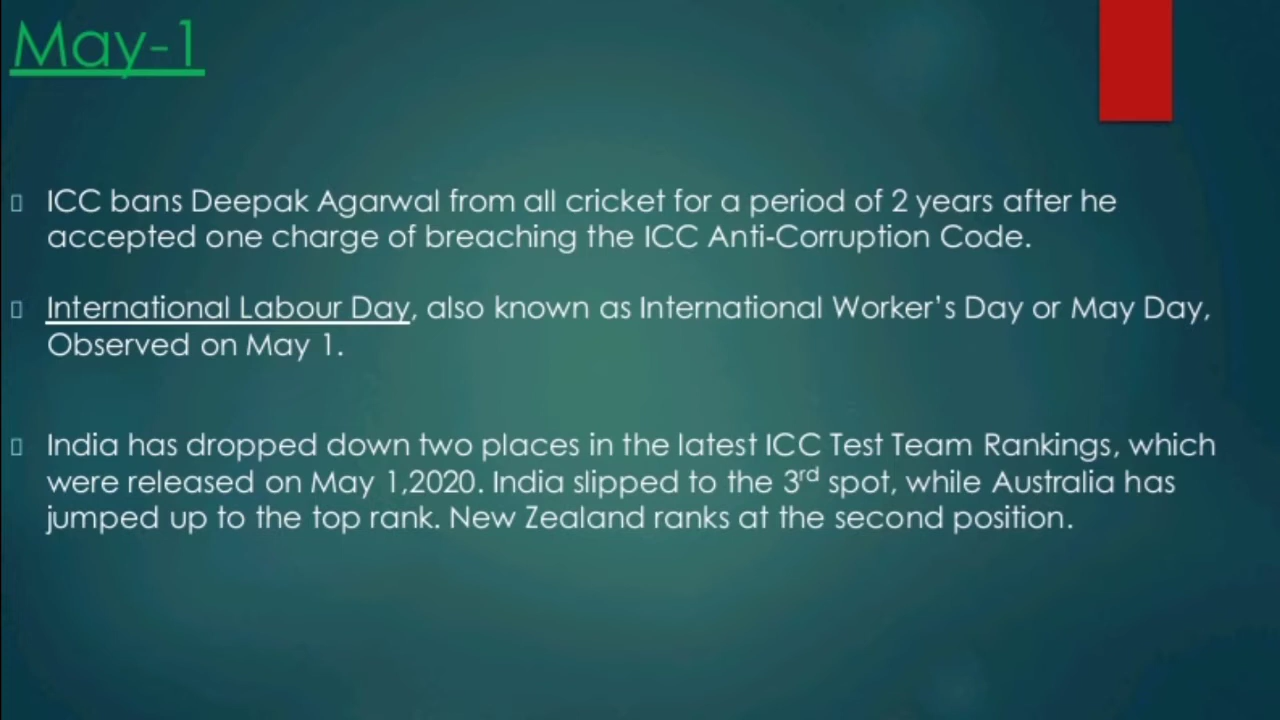 May-1
ICC bans Deepak Agarwal from all cricket for a period of 2 years after he
accepted one charge of breaching the ICC Anti-Corruption Code.
International Labour Day, also known as International Worker’s Day or May Day,
Observed on May 1.
India has dropped down two places in the latest ICC Test Team Rankings, which
were released on May 1,2020. India slipped to the 3rd spot, while Australia has
jumped up to the top rank. New Zealand ranks at the second position.